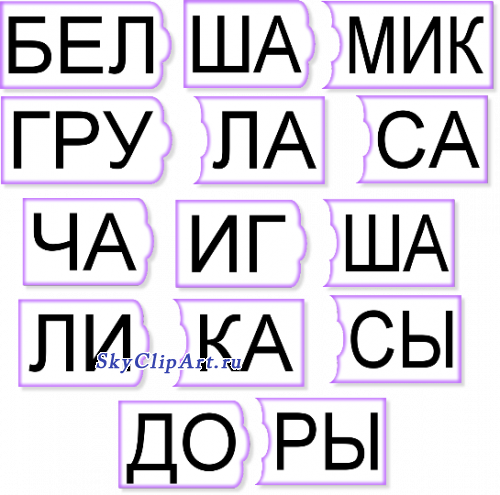 БЕЛ ША МИК
ГРУ ЛА СА
ЧА ИГ ША
ЛИ КА СЫ
SkyClipArt.ru
ДО РЫ